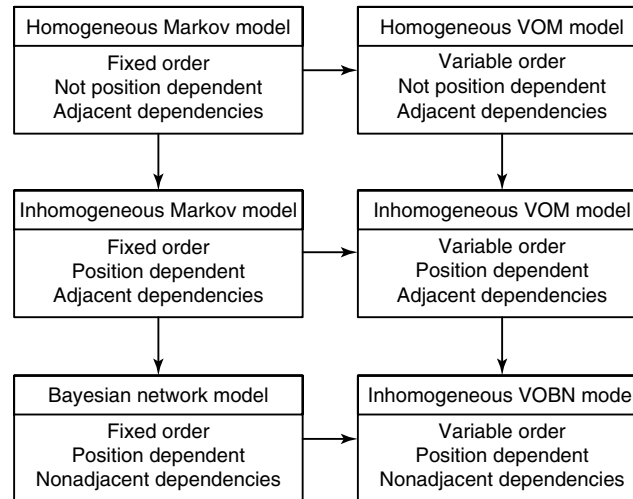 Homogeneous Markov model
Fixed order
Not position dependent
Adjacent dependencies
Homogeneous VOM model
Variable order
Not position dependent
Adjacent dependencies
Inhomogeneous Markov model
Fixed order
Position dependent
Adjacent dependencies
Inhomogeneous VOM model
Variable order
Position dependent
Adjacent dependencies
Bayesian network model
Fixed order
Position dependent
Nonadjacent dependencies
Inhomogeneous VOBN mode
Variable order
Position dependent
Nonadjacent dependencies